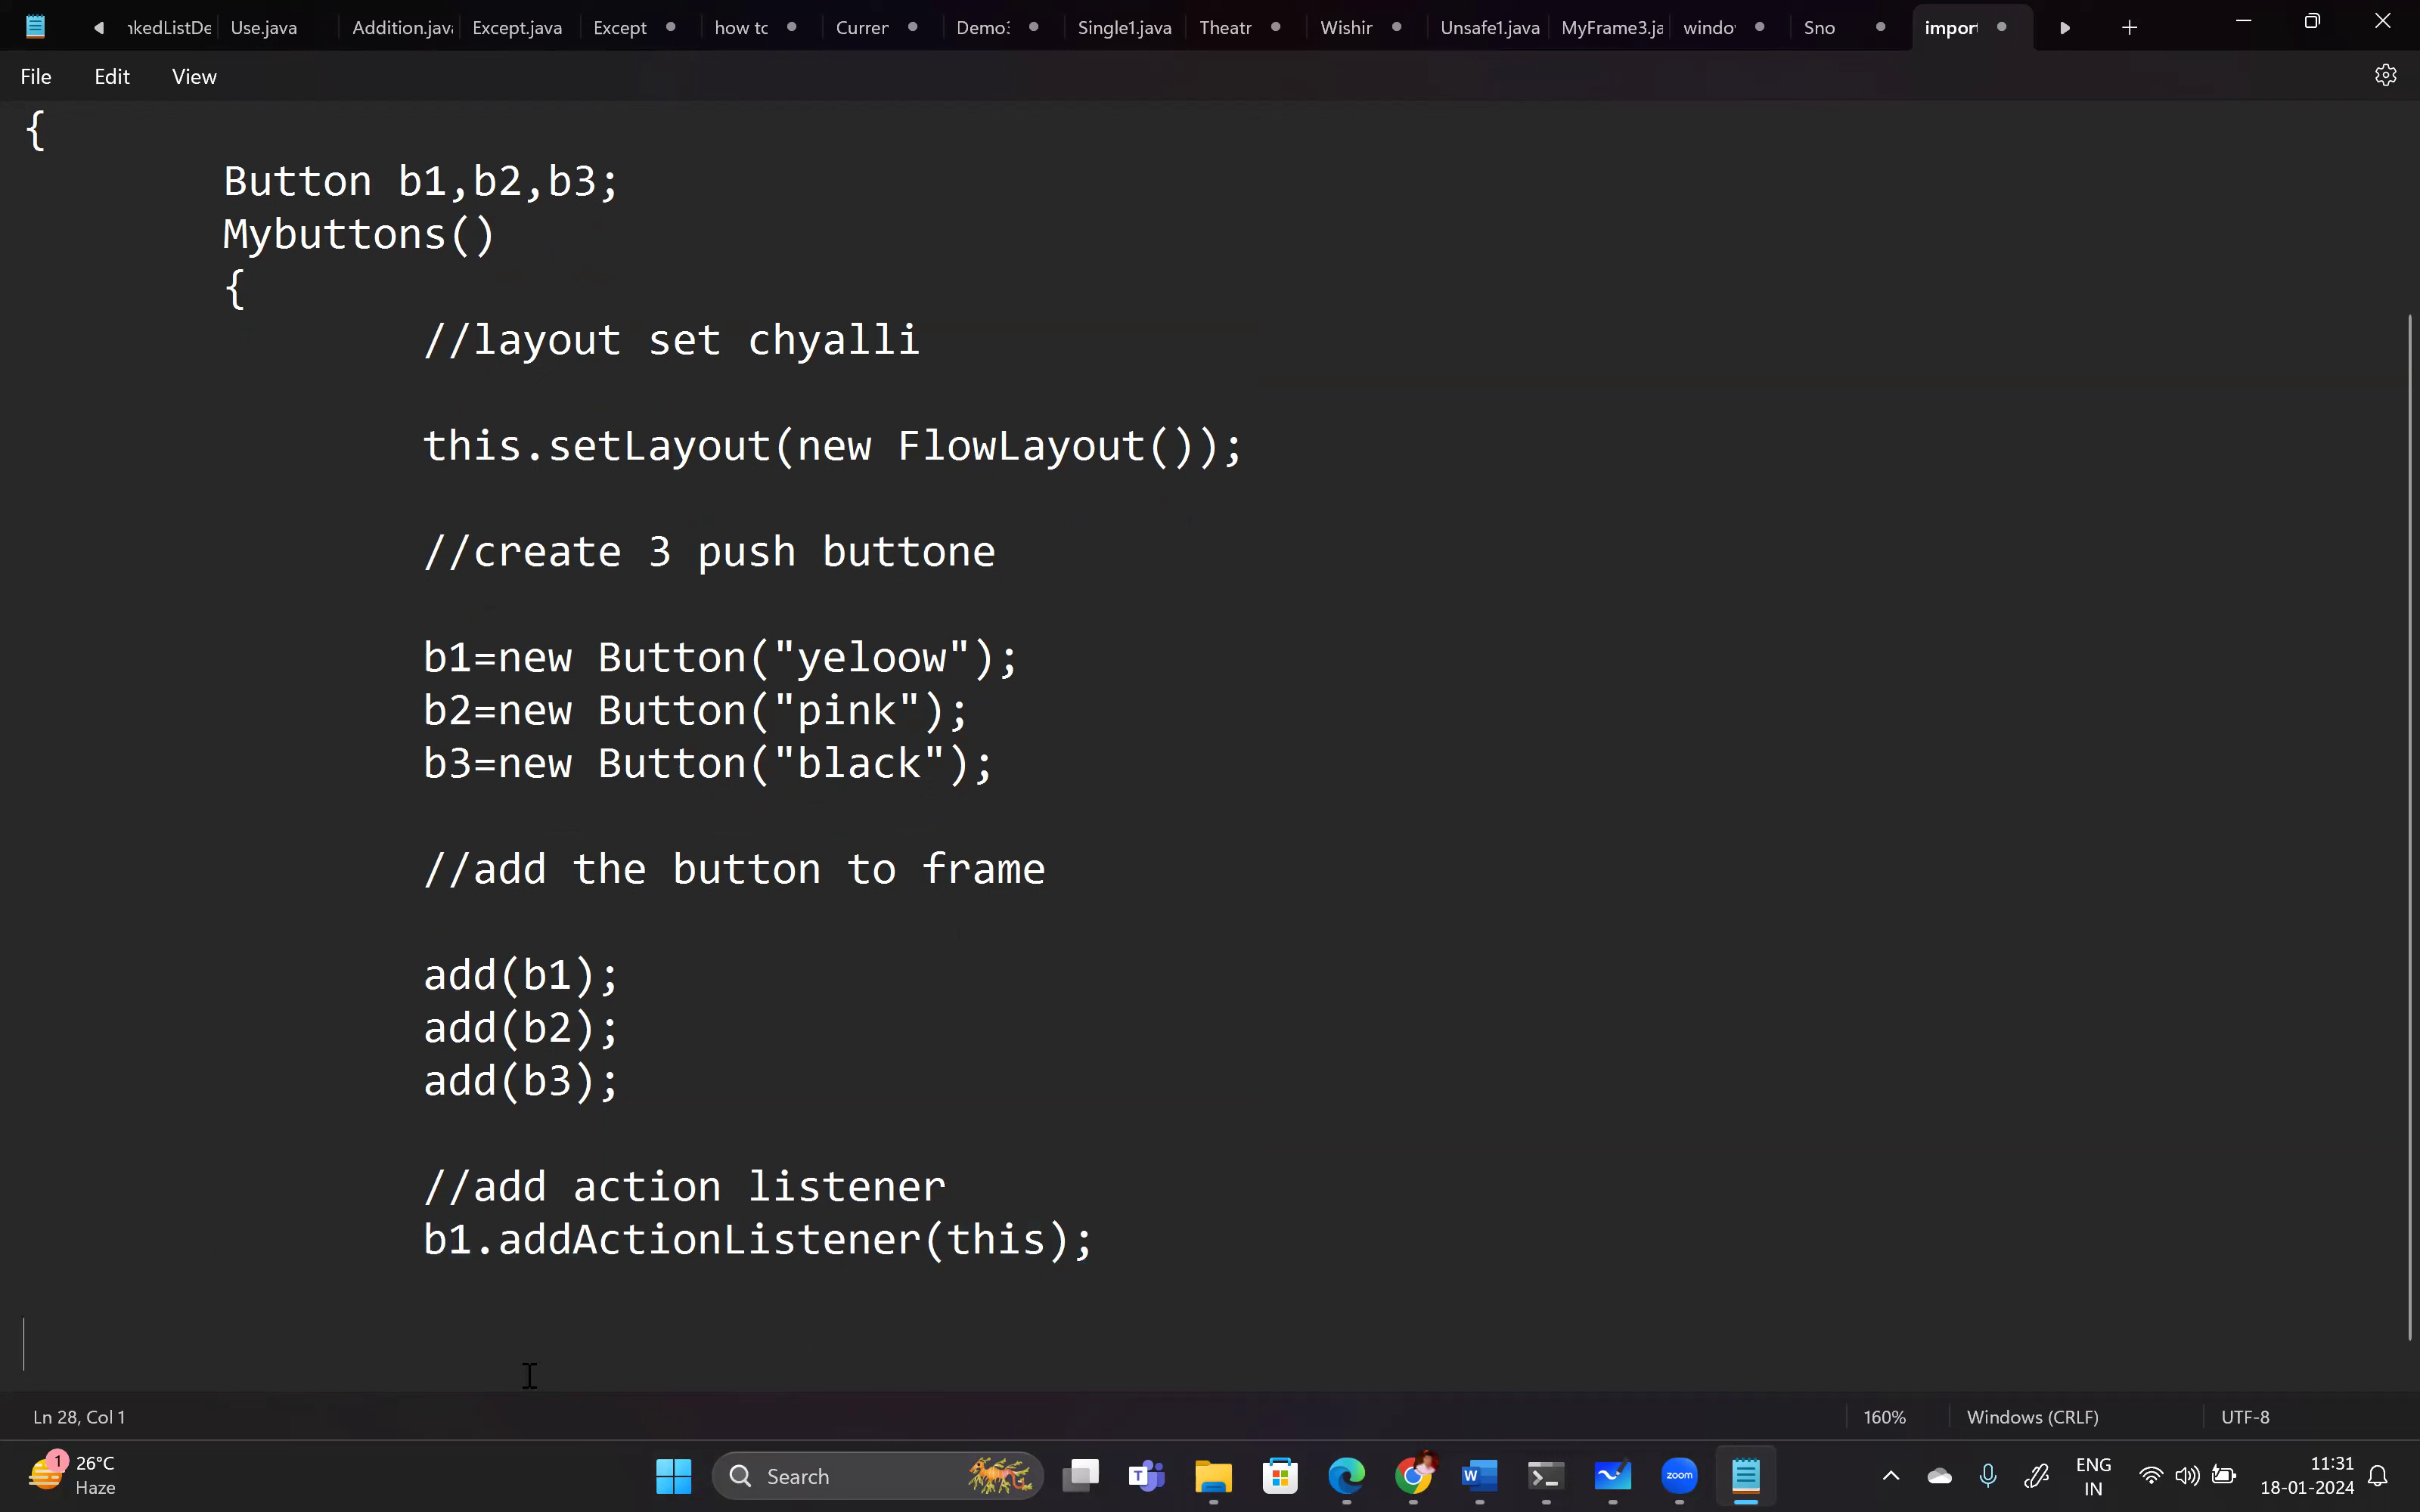 nkedListDe Use.java Addition.java Except.java Except how tc Currer Demo: Single1.java Theatr Wishir Unsafe1.java MyFrame3.ja windo Sno impor
File Edit View
{
Button b1,b2,b3;
Mybuttons()
{
//layout set chyalli
this.setLayout(new FlowLayout());
//create 3 push buttone
b1=new Button("yeloow");
b2=new Button("pink");
b3=new Button("black");
//add the button to frame
add(b1);
add(b2);
add(b3);
//add action listener
b1.addActionListener(this);
Ln 28, Col 1 160% Windows (CRLF) UTF-8
1 26°C
Haze
Search
zoom
ENG
IN
11:31
18-01-2024